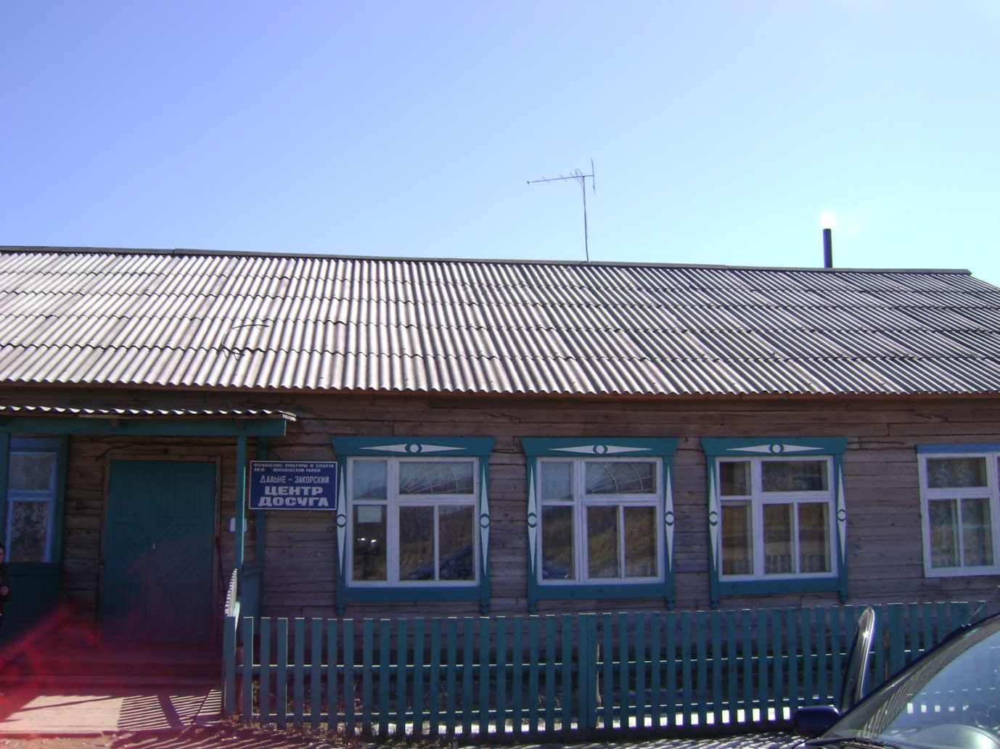 УПРАВЛЕНИЕ КУЛЬТУРЫ И СПОРТА
МО ЖИГАЛОВСКИЙ РАЙОН
ДАЛЬНЕ - ЗАКОРСКИЙ
ЦЕНТР
ДОСУГА